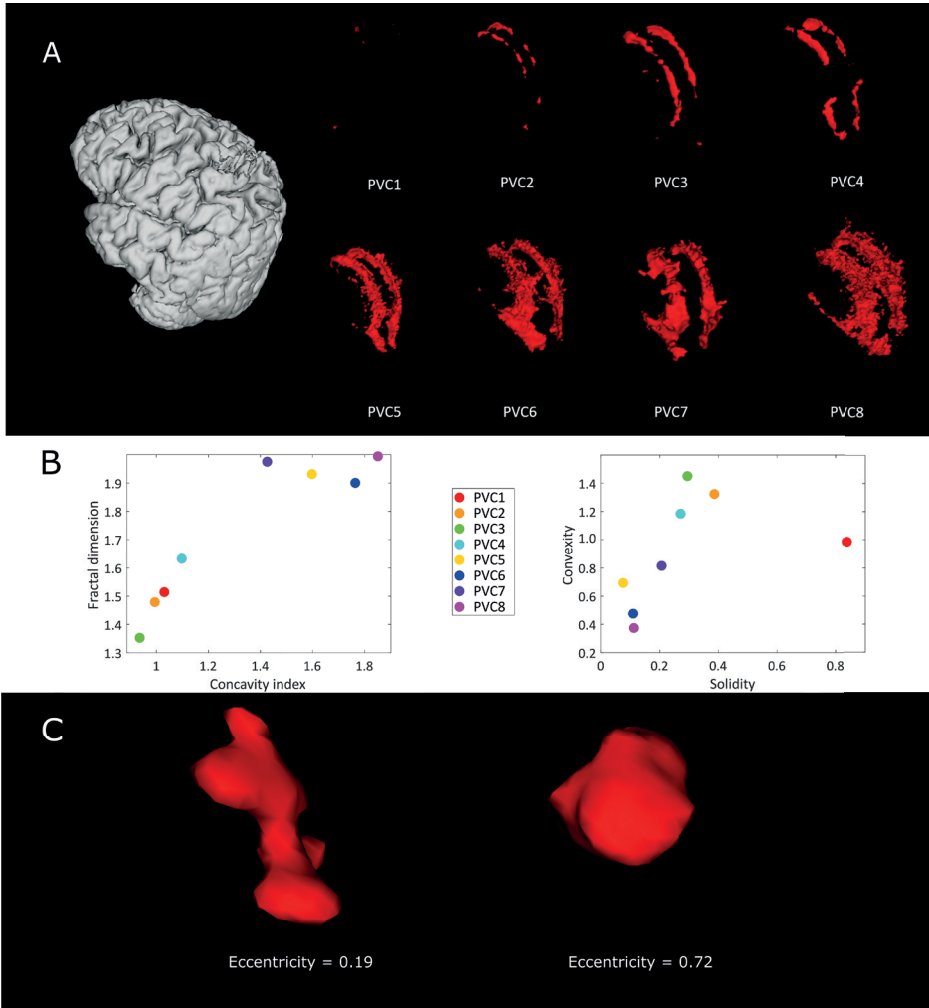 A
PVC1
PVC2
PVC3
PVC4
PVC5
PVC6
PVC7
PVC8
B
Fractal dimension
1.9
1.8
1.7
1.6
1.5
1.4
1.3
1
1.2
1.4
1.6
1.8
Concavity index
PVC1
PVC2
PVC3
PVC4
PVC5
PVC6
PVC7
PVC8
Convexity
1.4
1.2
1.0
0.8
0.6
0.4
0.2
0
0.2
0.4
0.6
0.8
Solidity
C
Eccentricity = 0.19
Eccentricity = 0.72